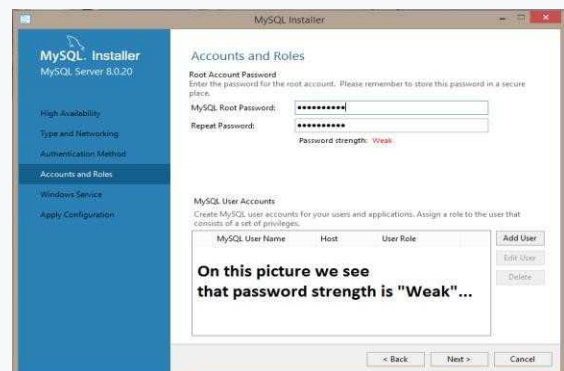 MySQL Installer
MySQL. Installer
MySQL Server 8.0.20
High Availability
Type and Networking
Authentication Method
Accounts and Roles
Windows Service
Apply Configuration
Accounts and Roles
Root Account Password
Enter the password for the root account. Please remember to store this password in a secure
place.
MySQL Root Password:
Repeat Password:
Password strength: Weak
MySQL User Accounts
Create MySQL user accounts for your users and applications. Assign a role to the user that
consists of a set of privileges.
MySQL User Name Host User Role
Add User
Edit User
Delete
On this picture we see
that password strength is "Weak"...
< Back Next > Cancel